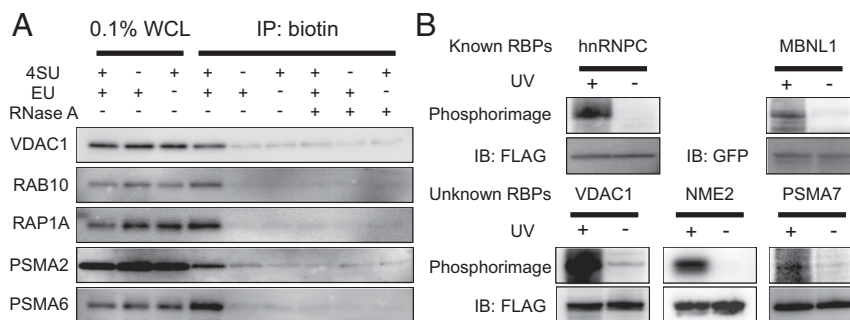 A
0.1% WCL IP: biotin
4SU + - + + - + + - +
EU + + - + + - + + -
RNase A - - - - - - + + +
VDAC1
RAB10
RAP1A
PSMA2
PSMA6
B
Known RBPs hnRNPC MBNL1
UV + - + -
Phosphorimage
IB: FLAG IB: GFP
Unknown RBPs VDAC1 NME2 PSMA7
UV + - + - + -
Phosphorimage
IB: FLAG